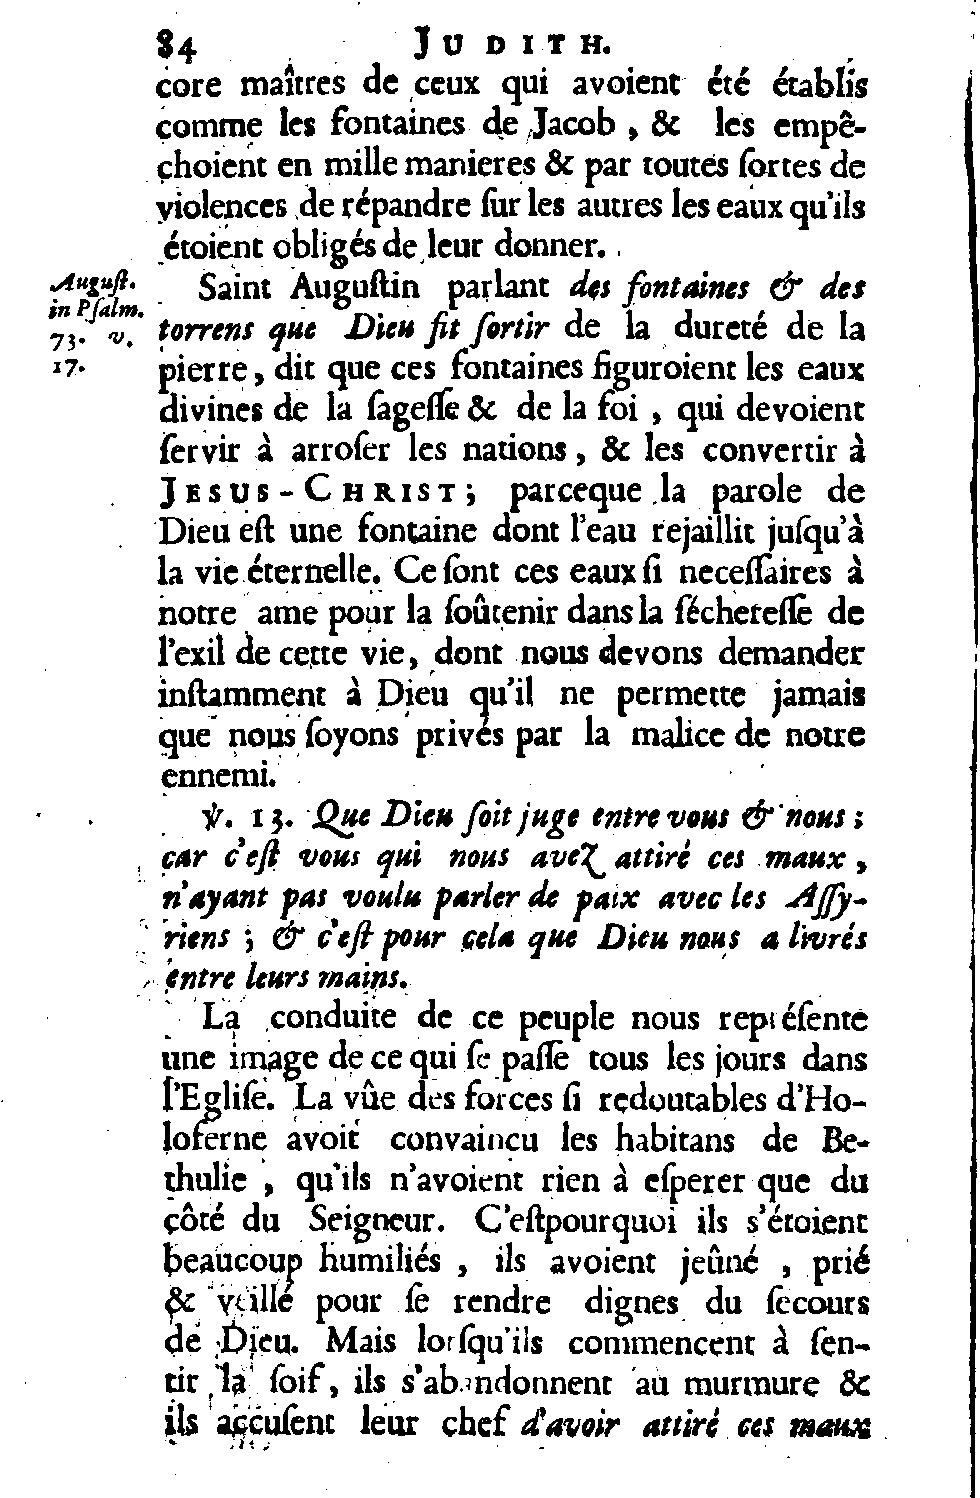 84 JUDITH.
core maîtres de ceux qui avoient été établis
comme les fontaines de Jacob , & les empê-
choient en mille manieres & par toutes ſortes de
violences de répandre ſur les autres les eaux qu'ils
étoient obligés de leur donner.
Auguſt.
in Pſalm.
73. v.
17.
Saint Auguſtin parlant des fontaines & des
torrens que Dieu fit ſortir de la dureté de la
pierre, dit que ces fontaines figuroient les eaux
divines de la ſageſſe & de la foi , qui devoient
ſervir à arroſer les nations, & les convertir à
JESUS-CHRIST; parceque la parole de
Dieu eſt une fontaine dont l'eau rejaillit juſqu'à
la vie éternelle. Ce ſont ces eaux ſi neceſſaires à
notre ame pour la ſoûtenir dans la ſéchereſſe de
l'exil de cette vie, dont nous devons demander
inſtamment à Dieu qu'il ne permette jamais
que nous ſoyons privés par la malice de notre
ennemi.
℣. 13. Que Dieu ſoit juge entre vous & nous ;
car c'eſt vous qui nous avez attiré ces maux ,
n'ayant pas voulu parler de paix avec les Aſſy-
riens ; & c'eſt pour cela que Dieu nous a livrés
entre leurs mains.
La conduite de ce peuple nous repréſente
une image de ce qui ſe paſſe tous les jours dans
l'Egliſe. La vûe des forces ſi redoutables d'Ho-
loferne avoit convaincu les habitans de Be-
thulie , qu'ils n'avoient rien à eſperer que du
côté du Seigneur. C'eſtpourquoi ils s'étoient
beaucoup humiliés , ils avoient jeûné , prié
& veillé pour ſe rendre dignes du ſecours
de Dieu. Mais lorſqu'ils commencent à ſen-
tir la ſoif, ils s'abandonnent au murmure &
ils accuſent leur chef d'avoir attiré ces maux